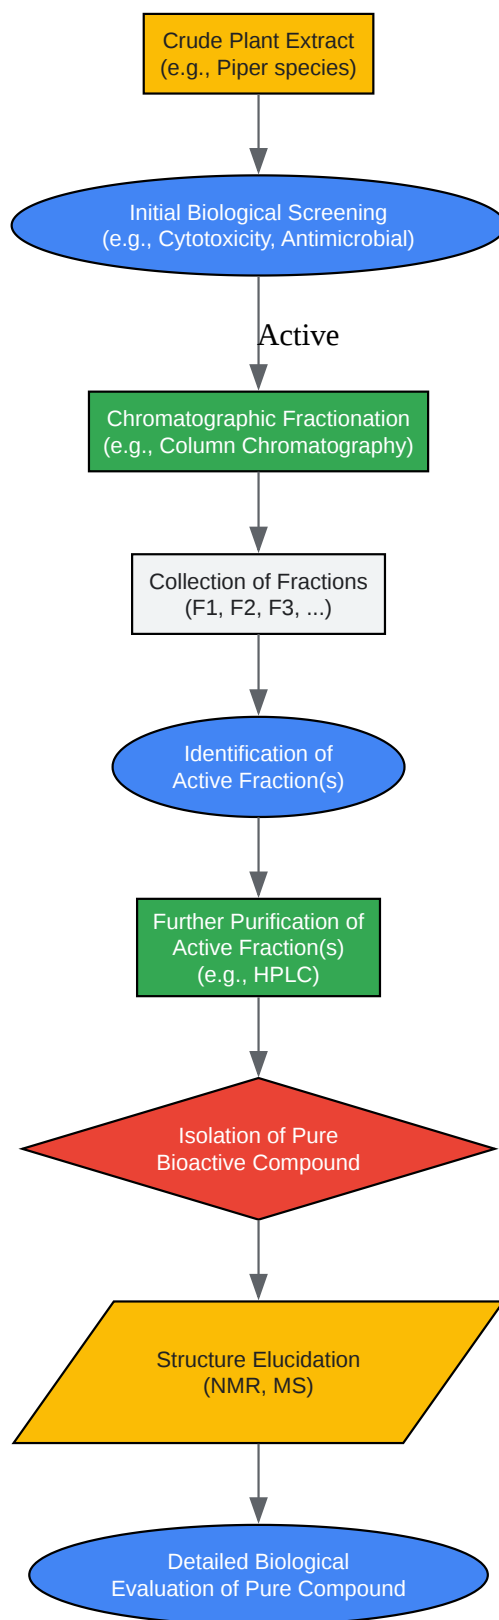 Crude Plant Extract
(e.g., Piper species)
Initial Biological Screening
(e.g., Cytotoxicity, Antimicrobial)
Active
Chromatographic Fractionation
(e.g., Column Chromatography)
Collection of Fractions
(F1, F2, F3, ...)
Identification of
Active Fraction(s)
Further Purification of
Active Fraction(s)
(e.g., HPLC)
Isolation of Pure
Bioactive Compound
Structure Elucidation
(NMR, MS)
Detailed Biological
Evaluation of Pure Compound